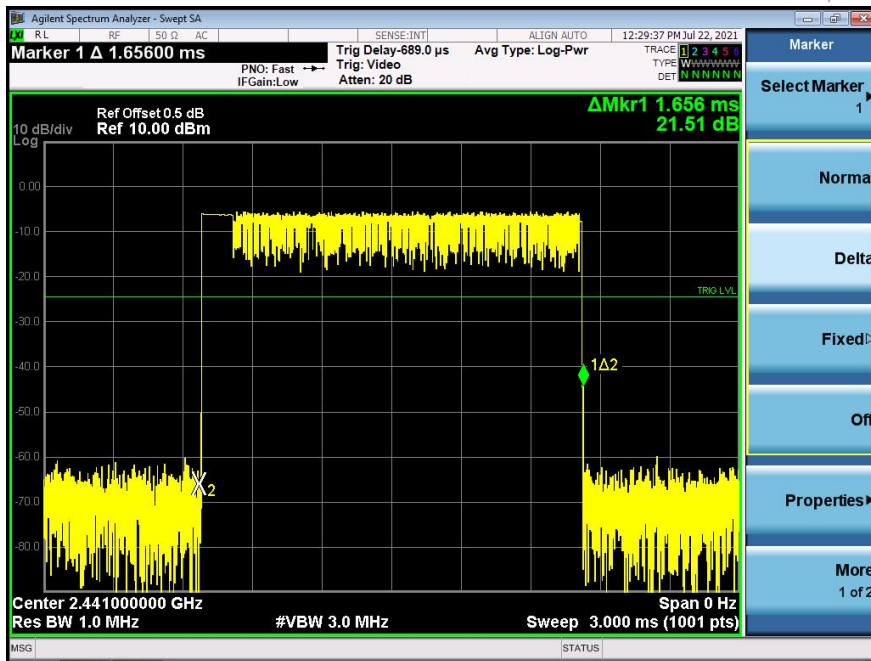 Agilent Spectrum Analyzer - Swept SA
LXI RL RF 50 Ω AC SENSE:INT ALIGN AUTO 12:29:37 PM Jul 22, 2021
Marker 1 Δ 1.65600 ms
PNO: Fast
IFGain:Low
Trig Delay-689.0 µs
Trig: Video
Atten: 20 dB
Avg Type: Log-Pwr
TRACE 1 2 3 4 5 6
TYPE WWWWWW
DET N N N N N N
ΔMkr1 1.656 ms
21.51 dB
Ref Offset 0.5 dB
10 dB/div Ref 10.00 dBm
Log
0.00
-10.0
-20.0
TRIG LVL
-30.0
-40.0
1Δ2
-50.0
-60.0
2
-70.0
-80.0
Center 2.441000000 GHz Span 0 Hz
Res BW 1.0 MHz #VBW 3.0 MHz Sweep 3.000 ms (1001 pts)
MSG STATUS
Marker
Select Marker
1
Norma
Delta
Fixed
Off
Properties
More
1 of 2